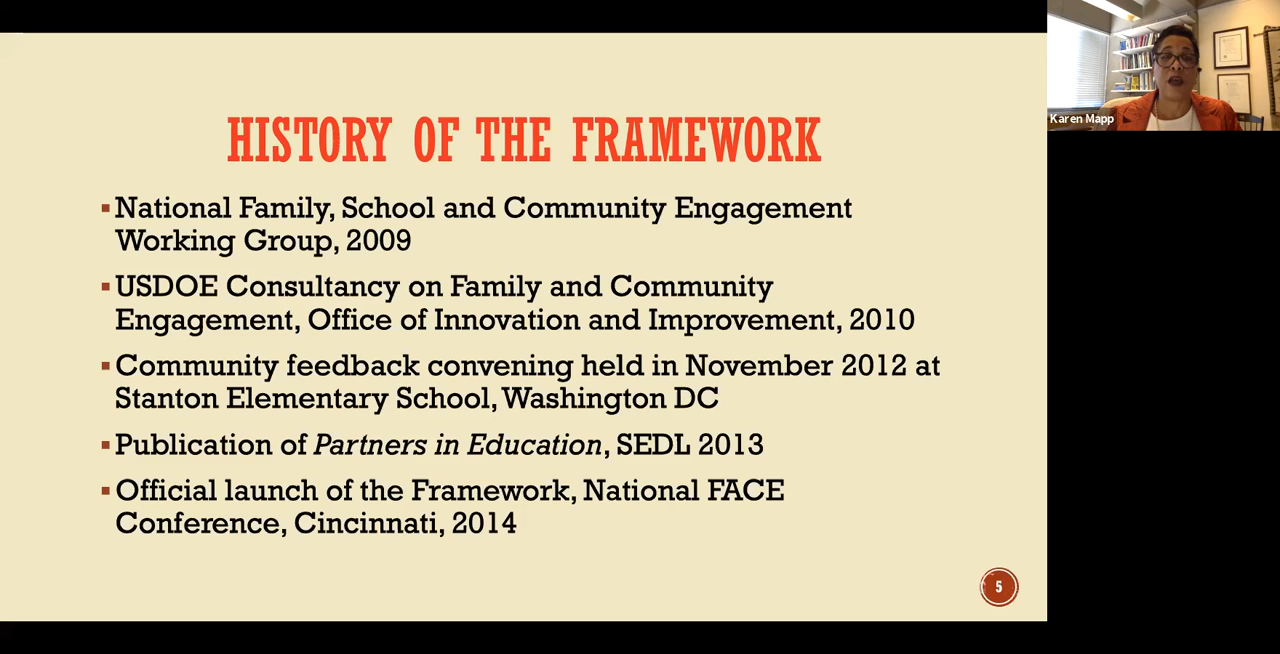 HISTORY OF THE FRAMEWORK
▪National Family, School and Community Engagement
Working Group, 2009
▪USDOE Consultancy on Family and Community
Engagement, Office of Innovation and Improvement, 2010
▪Community feedback convening held in November 2012 at
Stanton Elementary School, Washington DC
▪Publication of Partners in Education, SEDL 2013
▪Official launch of the Framework, National FACE
Conference, Cincinnati, 2014
5
Karen Mapp